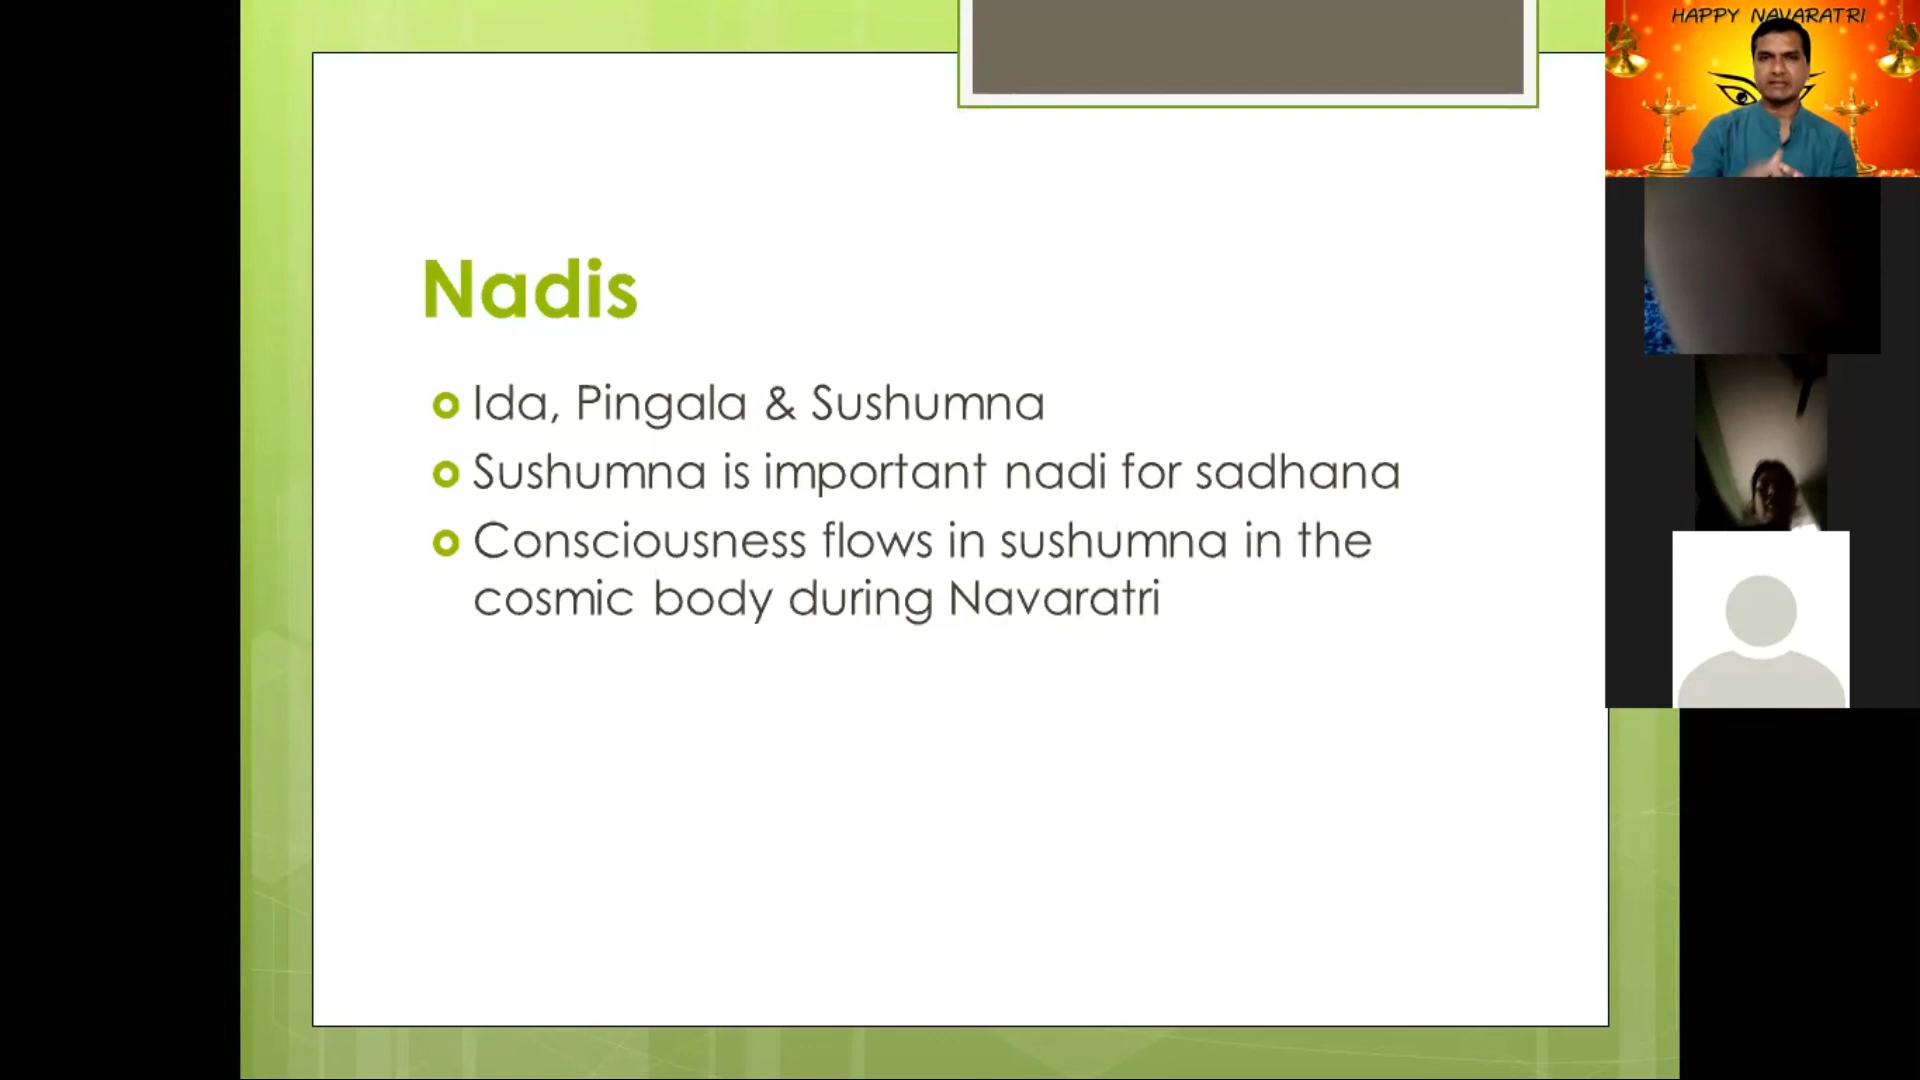 HAPPY NAVARATRI
Nadis
Ida, Pingala & Sushumna
Sushumna is important nadi for sadhana
Consciousness flows in sushumna in the
cosmic body during Navaratri